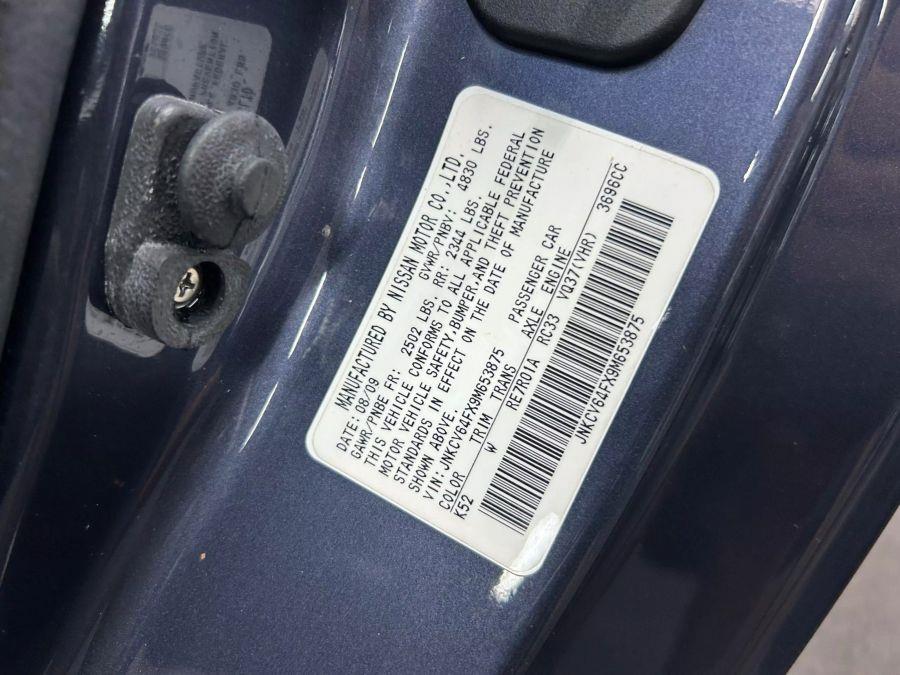 MANUFACTURED BY NISSAN MOTOR CO.,LTD.
DATE: 08/09 GVWR/PNBV: 4830 LBS.
GAWR/PNBE FR: 2502 LBS. RR: 2344 LBS.
THIS VEHICLE CONFORMS TO ALL APPLICABLE FEDERAL
MOTOR VEHICLE SAFETY,BUMPER,AND THEFT PREVENTION
STANDARDS IN EFFECT ON THE DATE OF MANUFACTURE
SHOWN ABOVE.
VIN: JNKCV64FX9M653875 PASSENGER CAR
COLOR TRIM TRANS AXLE ENGINE
K52 W RE7R01A RC33 VQ37(VHR) 3696CC
JNKCV64FX9M653875